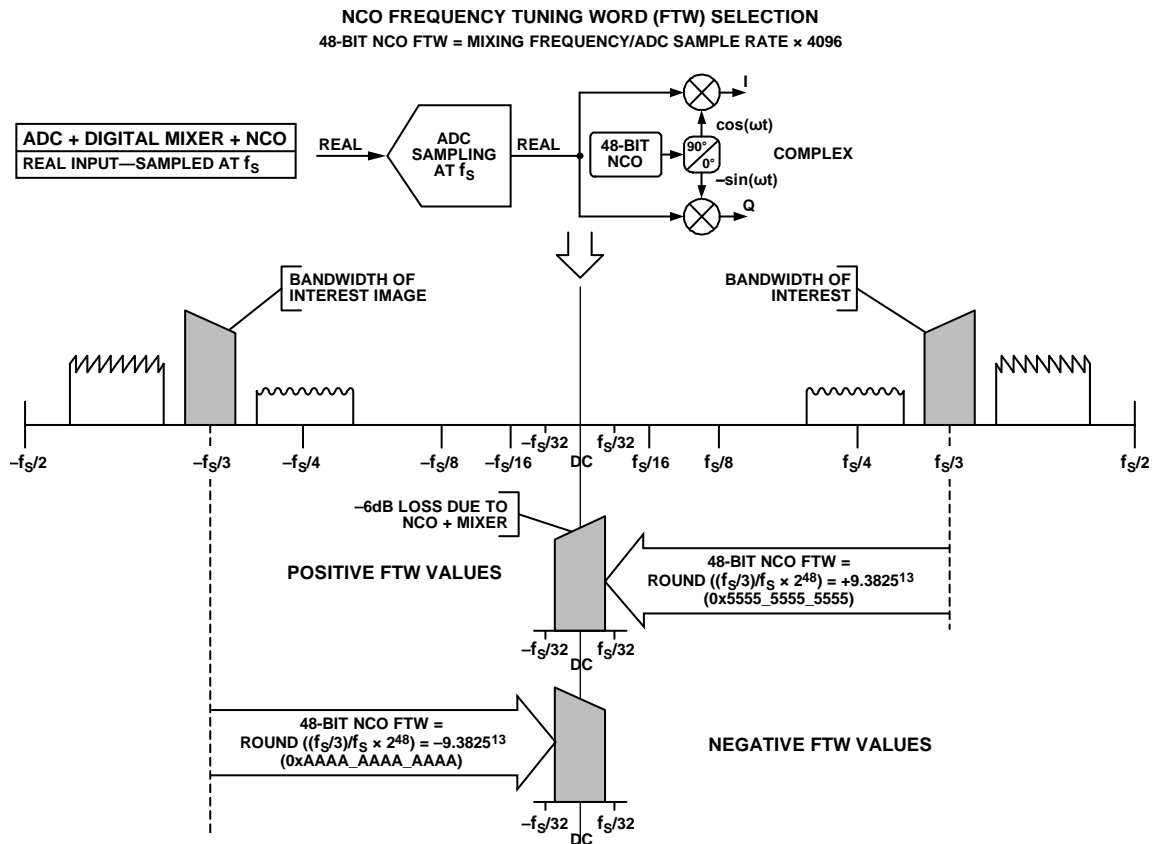 NCO FREQUENCY TUNING WORD (FTW) SELECTION
48-BIT NCO FTW = MIXING FREQUENCY/ADC SAMPLE RATE × 4096
ADC + DIGITAL MIXER + NCO
REAL INPUT—SAMPLED AT fS
REAL
ADC
SAMPLING
AT fS
REAL
48-BIT
NCO
90°
0°
I
cos(ωt)
COMPLEX
–sin(ωt)
Q
BANDWIDTH OF
INTEREST IMAGE
BANDWIDTH OF
INTEREST
–fS/2
–fS/3
–fS/4
–fS/8
–fS/16
–fS/32
DC
fS/32
fS/16
fS/8
fS/4
fS/3
fS/2
–6dB LOSS DUE TO
NCO + MIXER
POSITIVE FTW VALUES
48-BIT NCO FTW =
ROUND ((fS/3)/fS × 2^48) = +9.3825^13
(0x5555_5555_5555)
–fS/32
DC
fS/32
48-BIT NCO FTW =
ROUND ((fS/3)/fS × 2^48) = –9.3825^13
(0xAAAA_AAAA_AAAA)
NEGATIVE FTW VALUES
–fS/32
DC
fS/32